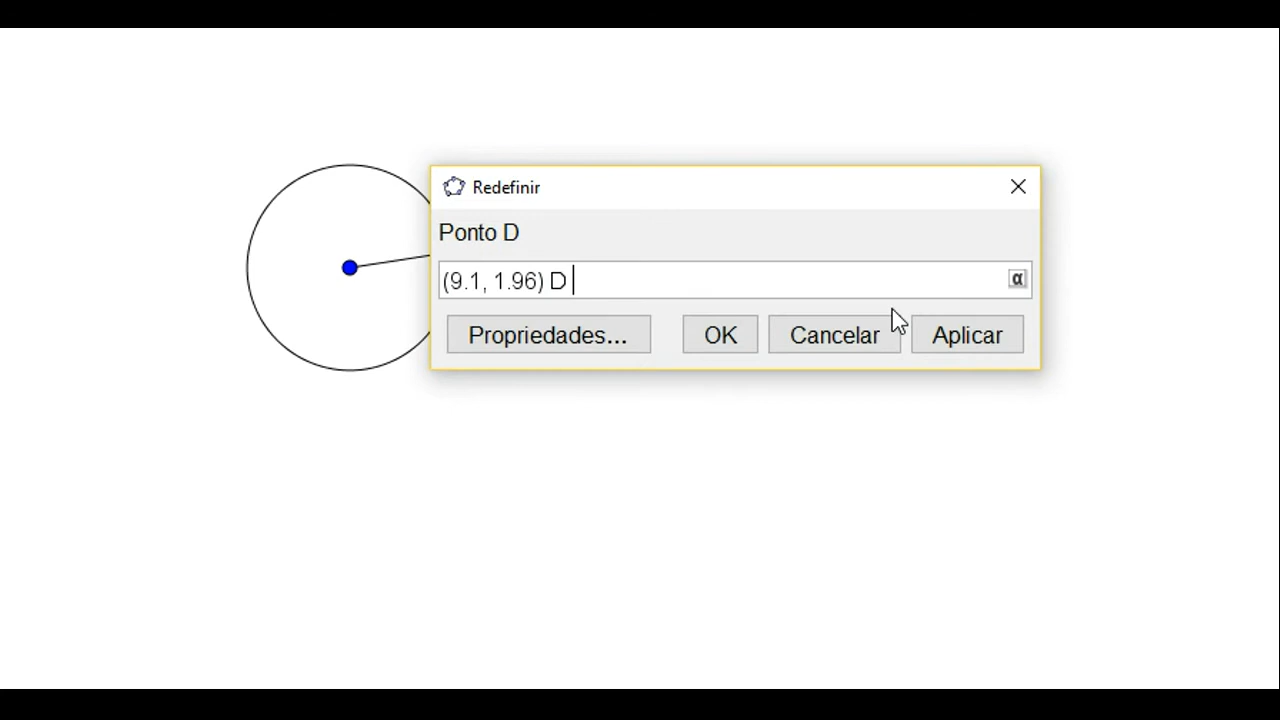 Redefinir
Ponto D
(9.1, 1.96) D
α
Propriedades...
OK
Cancelar
Aplicar